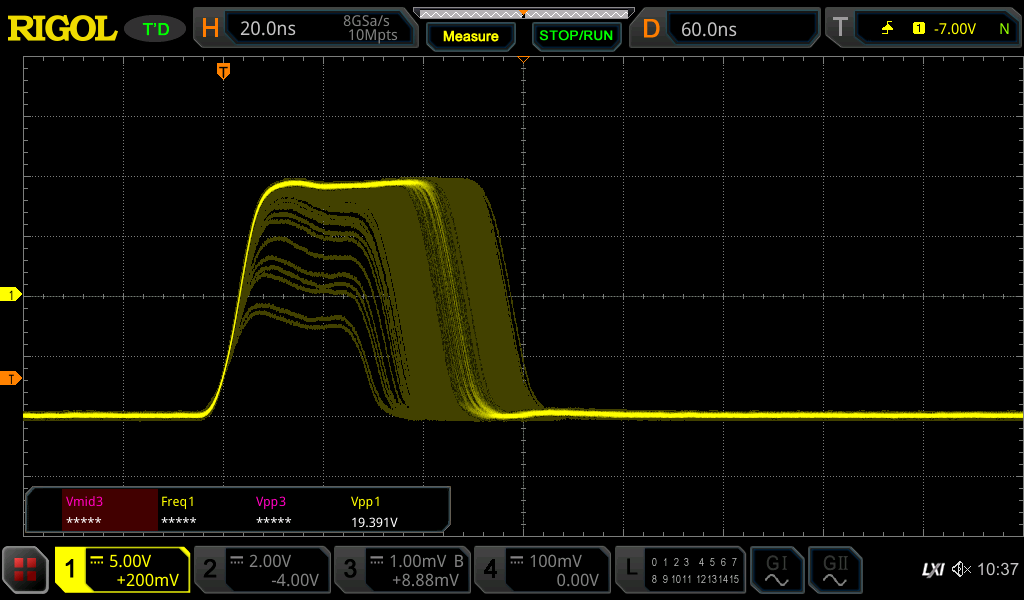 RIGOL T'D H 20.0ns 8GSa/s 10Mpts Measure STOP/RUN D 60.0ns T 1 -7.00V N
T
1
T
Vmid3 Freq1 Vpp3 Vpp1
***** ***** ***** 19.391V
1 5.00V +200mV 2 2.00V -4.00V 3 1.00mV B +8.88mV 4 100mV 0.00V L 0 1 2 3 4 5 6 7 GI GII LXI 10:37
8 9 10 11 12 13 14 15